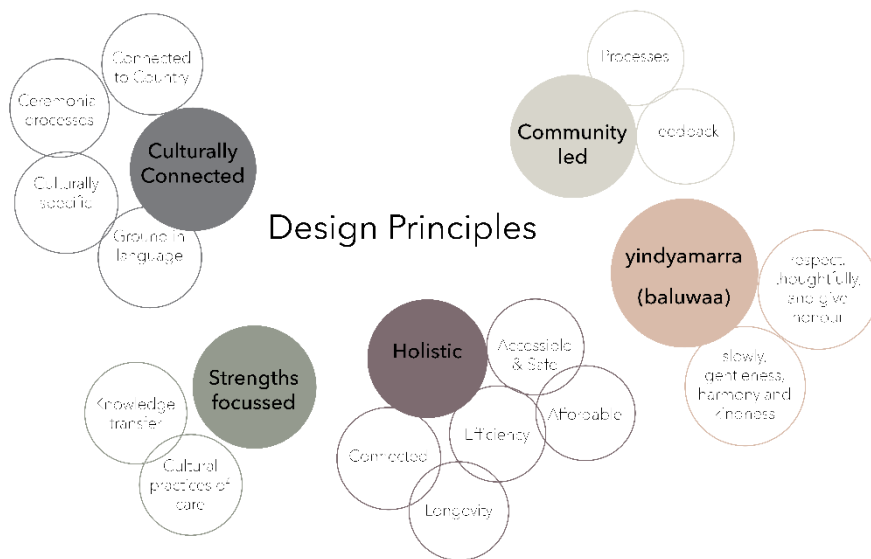 Connected
to Country
Ceremonial
processes
Culturally
Connected
Culturally
specific
Ground in
language
Design Principles
Processes
Community
led
Feedback
yindyamarra
(baluwaa)
respect,
thoughtfully,
and give
honour
slowly,
gentleness,
harmony and
kindness
Strengths
focussed
Knowledge
transfer
Cultural
practices of
care
Holistic
Accessible
& Safe
Affordable
Efficiency
Connected
Longevity